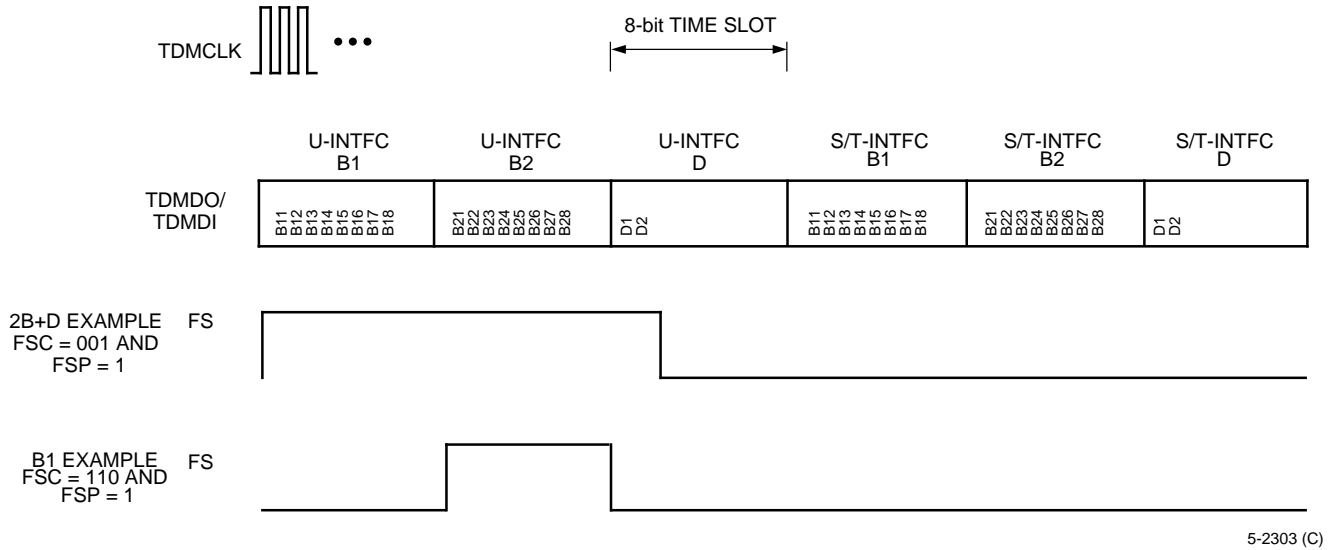 8-bit TIME SLOT
TDMCLK
U-INTFC
B1
U-INTFC
B2
U-INTFC
D
S/T-INTFC
B1
S/T-INTFC
B2
S/T-INTFC
D
TDMDO/
TDMDI
B11
B12
B13
B14
B15
B16
B17
B18
B21
B22
B23
B24
B25
B26
B27
B28
D1
D2
B11
B12
B13
B14
B15
B16
B17
B18
B21
B22
B23
B24
B25
B26
B27
B28
D1
D2
2B+D EXAMPLE FS
FSC = 001 AND
FSP = 1
B1 EXAMPLE FS
FSC = 110 AND
FSP = 1
5-2303 (C)